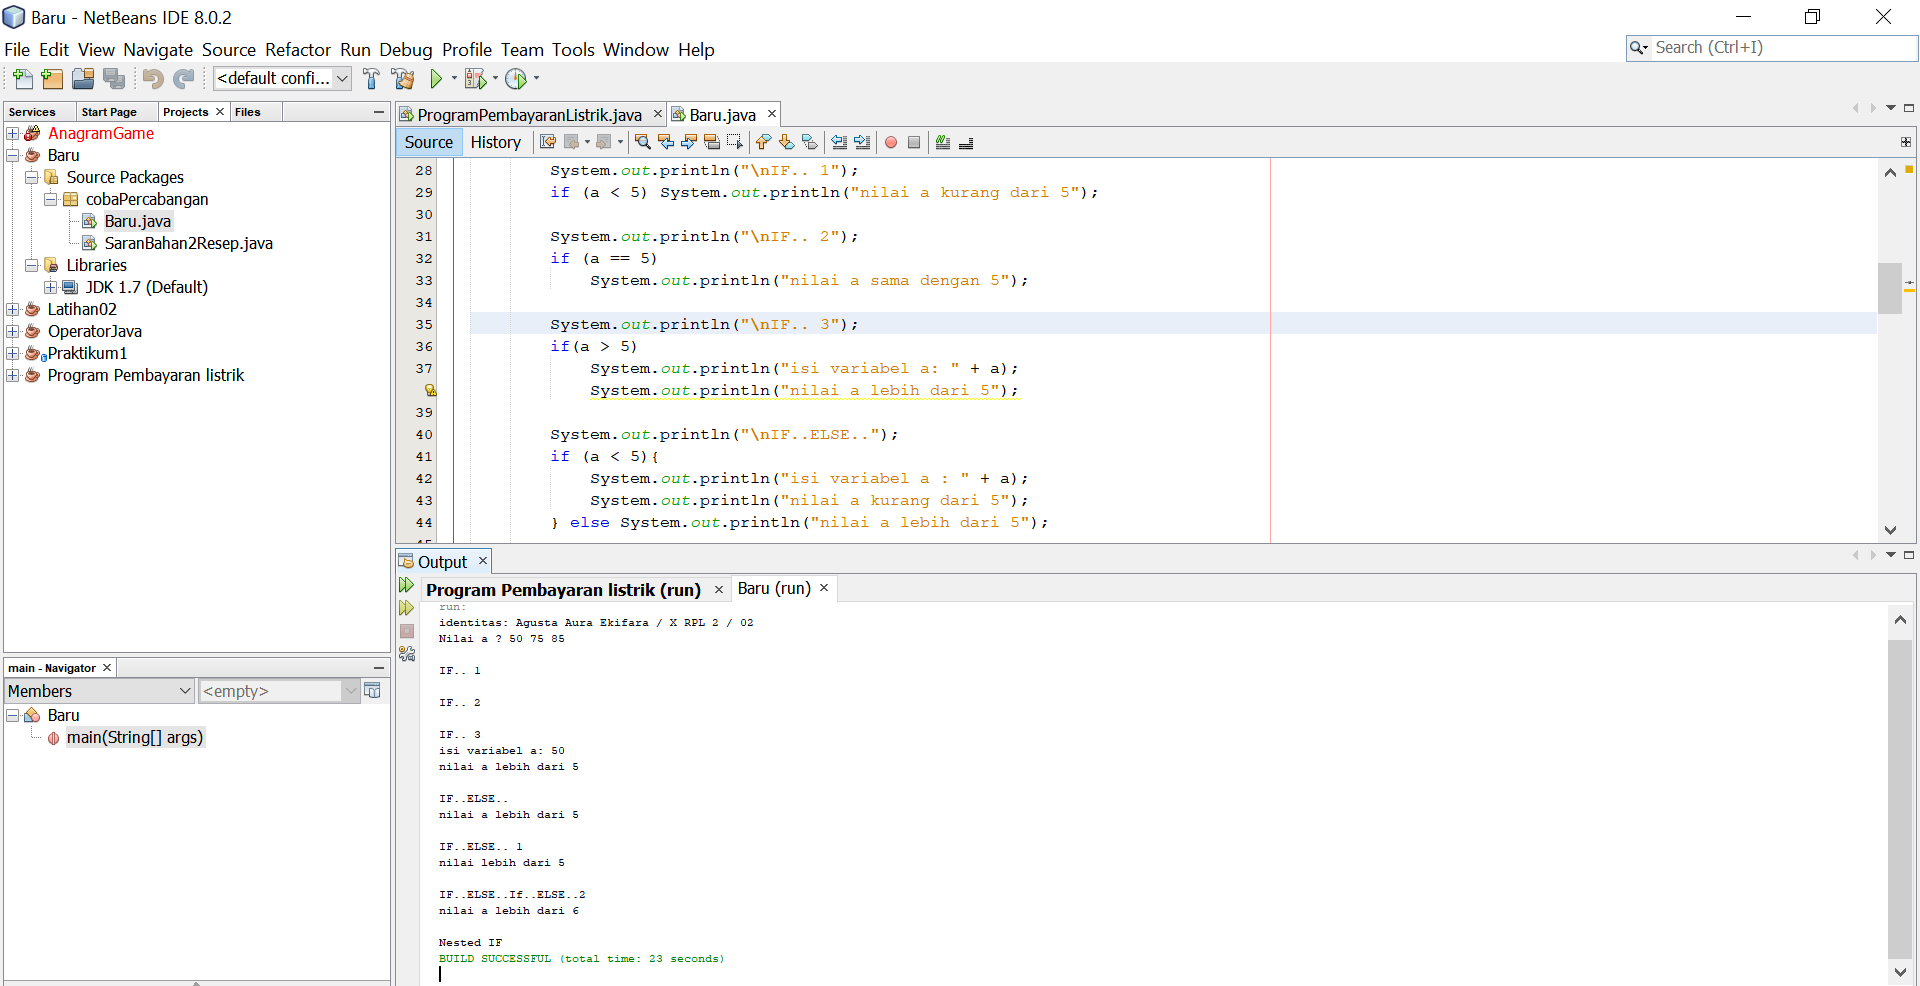 Baru - NetBeans IDE 8.0.2
File Edit View Navigate Source Refactor Run Debug Profile Team Tools Window Help
Search (Ctrl+I)
<default confi...
Services Start Page Projects Files
AnagramGame
Baru
Source Packages
cobaPercabangan
Baru.java
SaranBahan2Resep.java
Libraries
JDK 1.7 (Default)
Latihan02
OperatorJava
Praktikum1
Program Pembayaran listrik
main - Navigator
Members <empty>
Baru
main(String[] args)
ProgramPembayaranListrik.java Baru.java
Source History
28 System.out.println("\nIF.. 1");
29 if (a < 5) System.out.println("nilai a kurang dari 5");
30
31 System.out.println("\nIF.. 2");
32 if (a == 5)
33 System.out.println("nilai a sama dengan 5");
34
35 System.out.println("\nIF.. 3");
36 if(a > 5)
37 System.out.println("isi variabel a: " + a);
System.out.println("nilai a lebih dari 5");
39
40 System.out.println("\nIF..ELSE..");
41 if (a < 5){
42 System.out.println("isi variabel a : " + a);
43 System.out.println("nilai a kurang dari 5");
44 } else System.out.println("nilai a lebih dari 5");
Output
Program Pembayaran listrik (run) Baru (run)
run:
identitas: Agusta Aura Ekifara / X RPL 2 / 02
Nilai a ? 50 75 85
IF.. 1
IF.. 2
IF.. 3
isi variabel a: 50
nilai a lebih dari 5
IF..ELSE..
nilai a lebih dari 5
IF..ELSE.. 1
nilai lebih dari 5
IF..ELSE..If..ELSE..2
nilai a lebih dari 6
Nested IF
BUILD SUCCESSFUL (total time: 23 seconds)